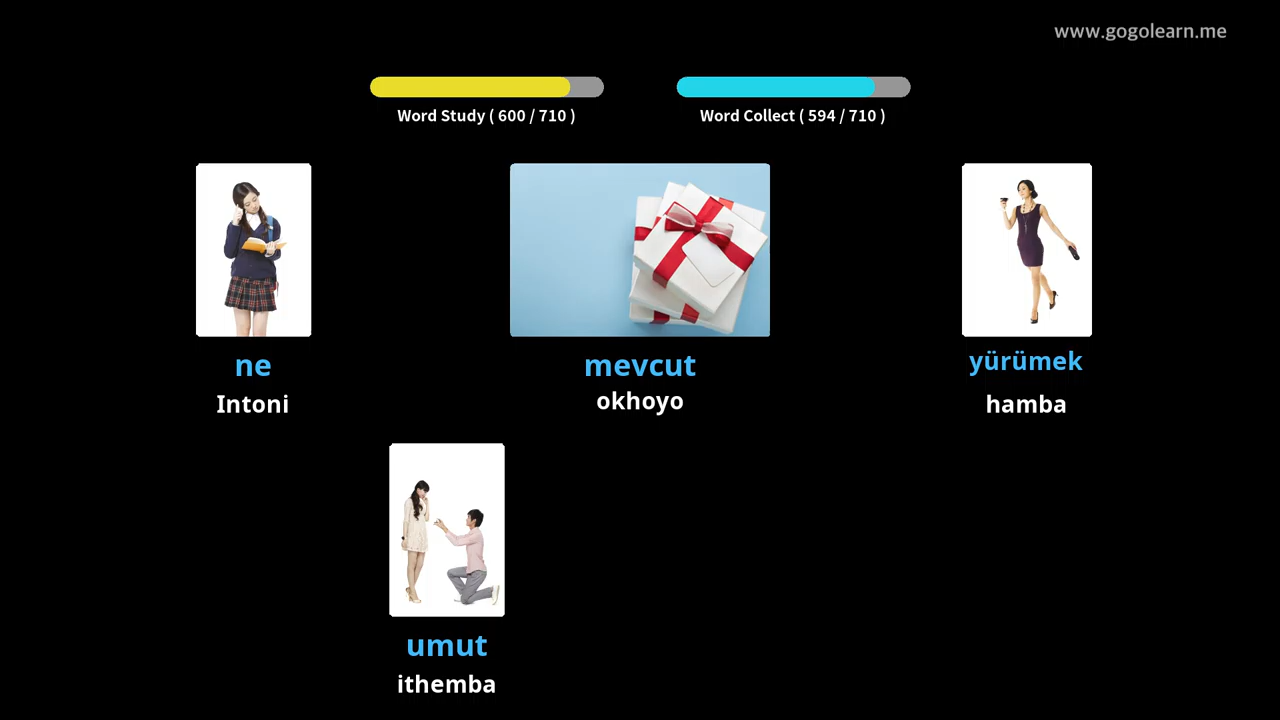 www.gogolearn.me
Word Study ( 600 / 710 )
Word Collect ( 594 / 710 )
ne
Intoni
mevcut
okhoyo
yürümek
hamba
umut
ithemba